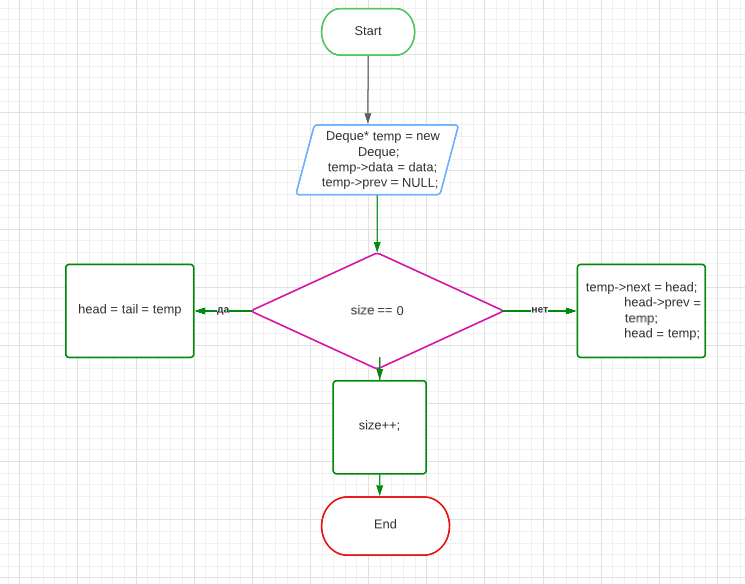 Start
Deque* temp = new
Deque;
temp->data = data;
temp->prev = NULL;
head = tail = temp
да
size == 0
нет
temp->next = head;
head->prev =
temp;
head = temp;
size++;
End